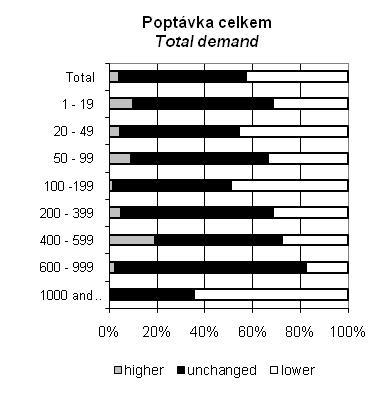 Poptávka celkem
Total demand
Total
1 - 19
20 - 49
50 - 99
100 -199
200 - 399
400 - 599
600 - 999
1000 and..
0% 20% 40% 60% 80% 100%
higher unchanged lower